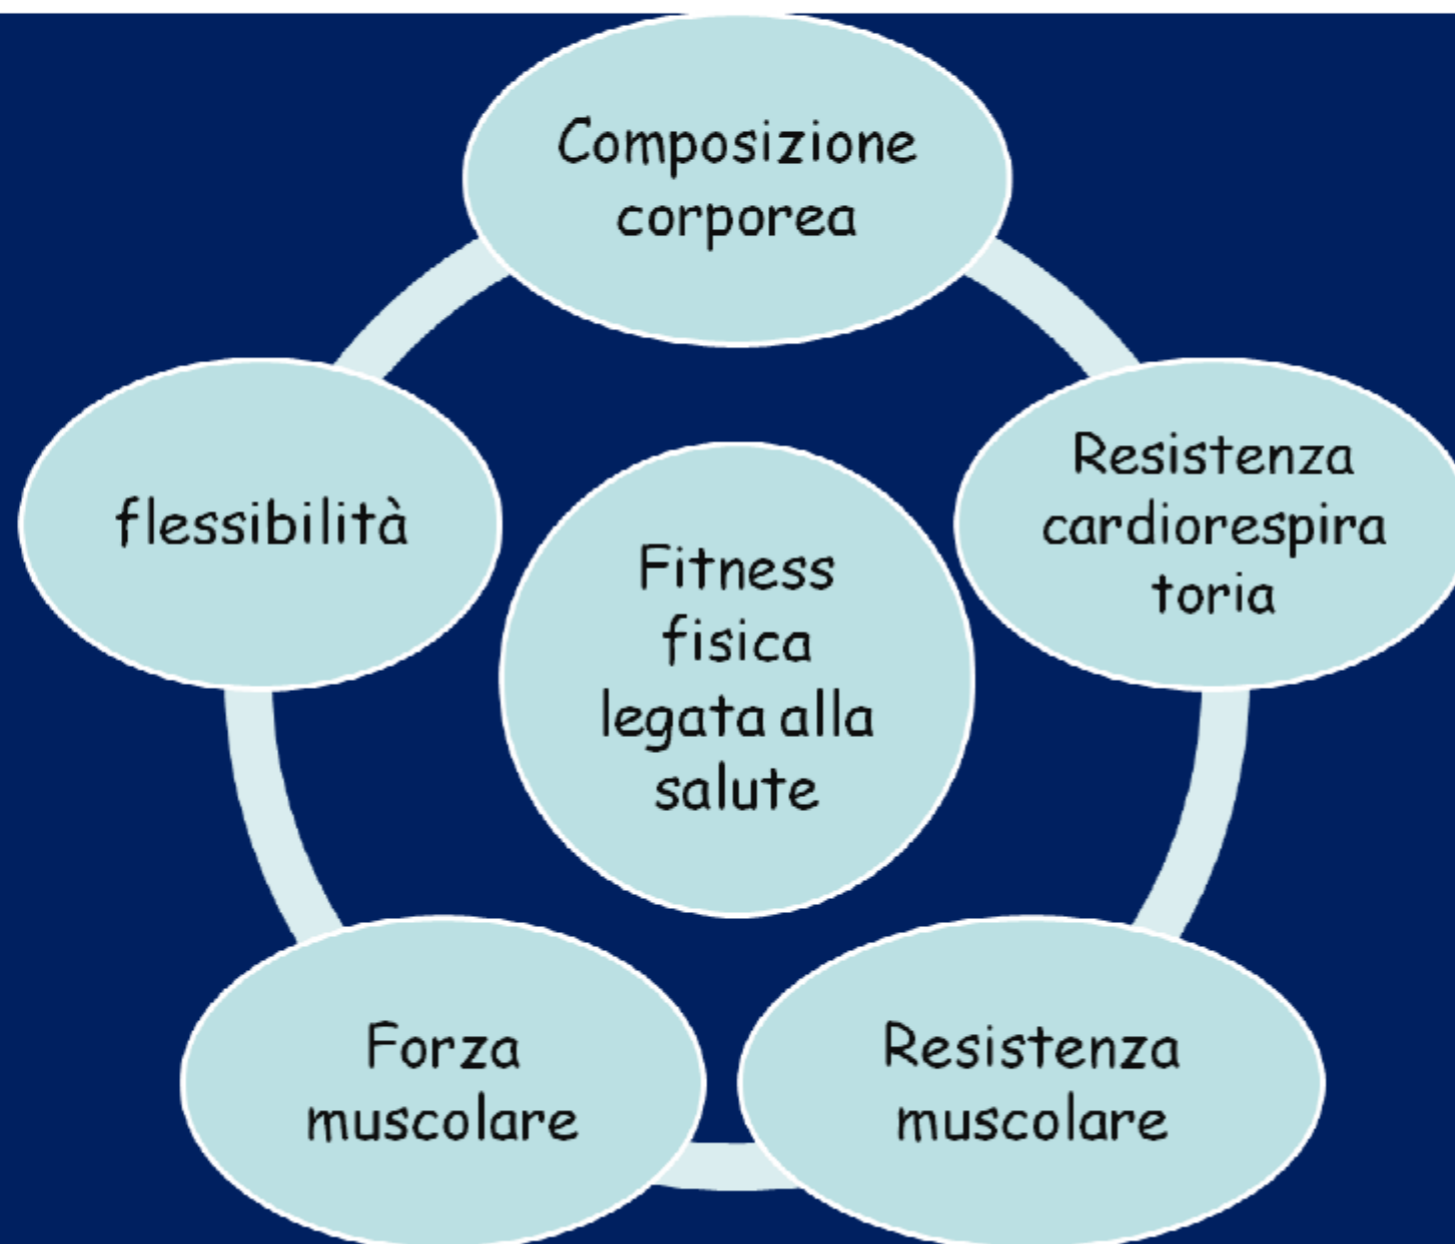 Composizione
corporea
Resistenza
cardiorespira
toria
Resistenza
muscolare
Forza
muscolare
flessibilità
Fitness
fisica
legata alla
salute